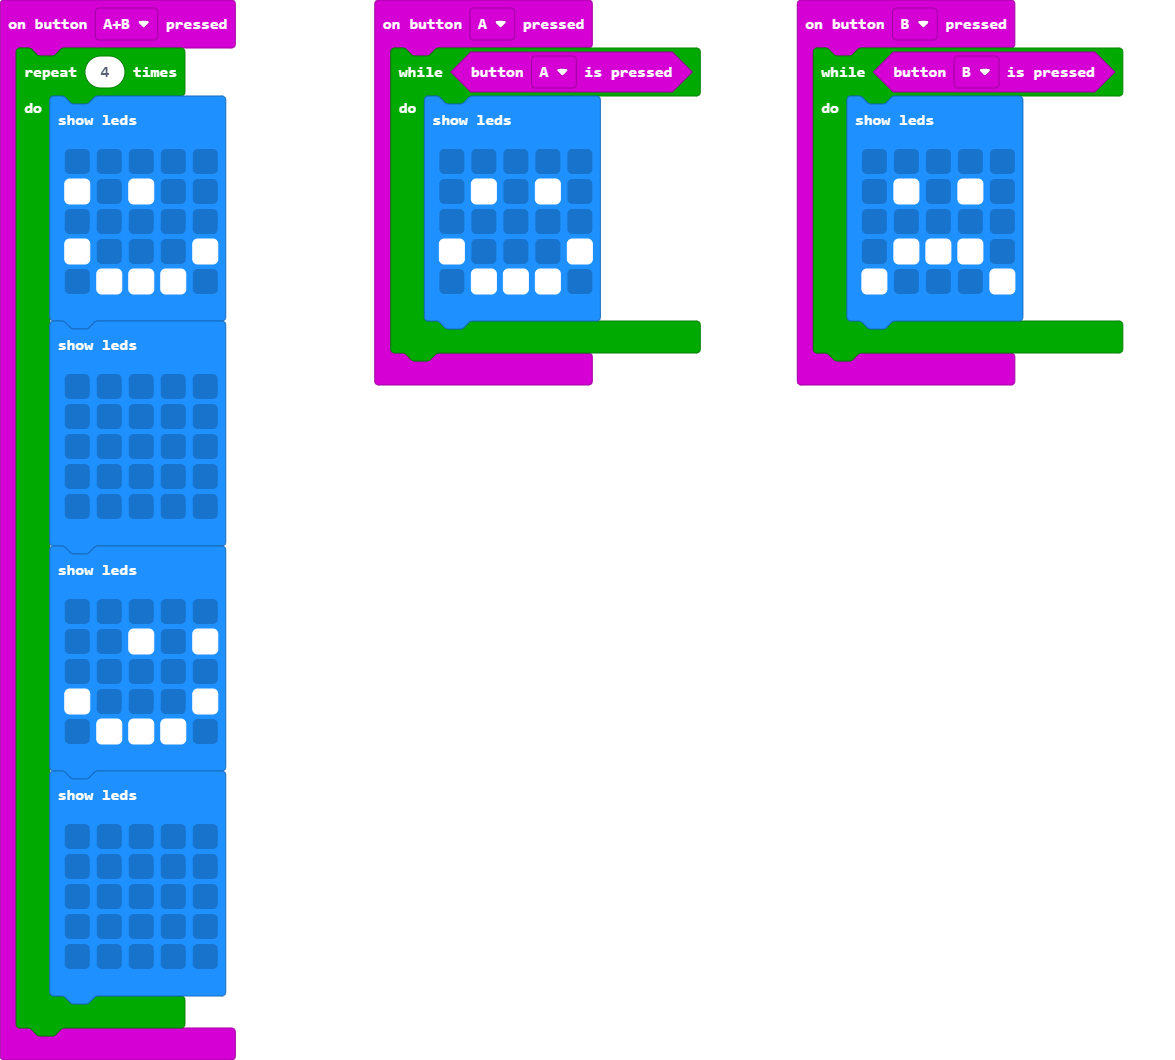 on button A+B pressed
repeat 4 times
do
show leds
show leds
show leds
show leds
on button A pressed
while button A is pressed
do
show leds
on button B pressed
while button B is pressed
do
show leds